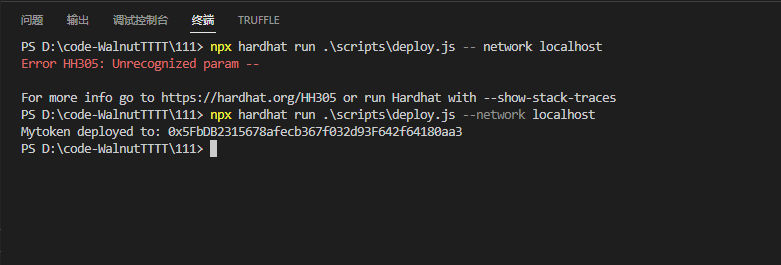 问题 输出 调试控制台 终端 TRUFFLE
PS D:\code-WalnutTTTT\111> npx hardhat run .\scripts\deploy.js -- network localhost
Error HH305: Unrecognized param --
For more info go to https://hardhat.org/HH305 or run Hardhat with --show-stack-traces
PS D:\code-WalnutTTTT\111> npx hardhat run .\scripts\deploy.js --network localhost
Mytoken deployed to: 0x5FbDB2315678afecb367f032d93F642f64180aa3
PS D:\code-WalnutTTTT\111>